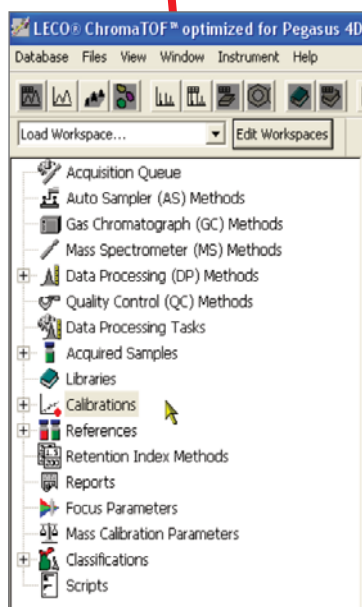 LECO® ChromaTOF™ optimized for Pegasus 4D
Database Files View Window Instrument Help
Load Workspace... Edit Workspaces
Acquisition Queue
Auto Sampler (AS) Methods
Gas Chromatograph (GC) Methods
Mass Spectrometer (MS) Methods
Data Processing (DP) Methods
Quality Control (QC) Methods
Data Processing Tasks
Acquired Samples
Libraries
Calibrations
References
Retention Index Methods
Reports
Focus Parameters
Mass Calibration Parameters
Classifications
Scripts